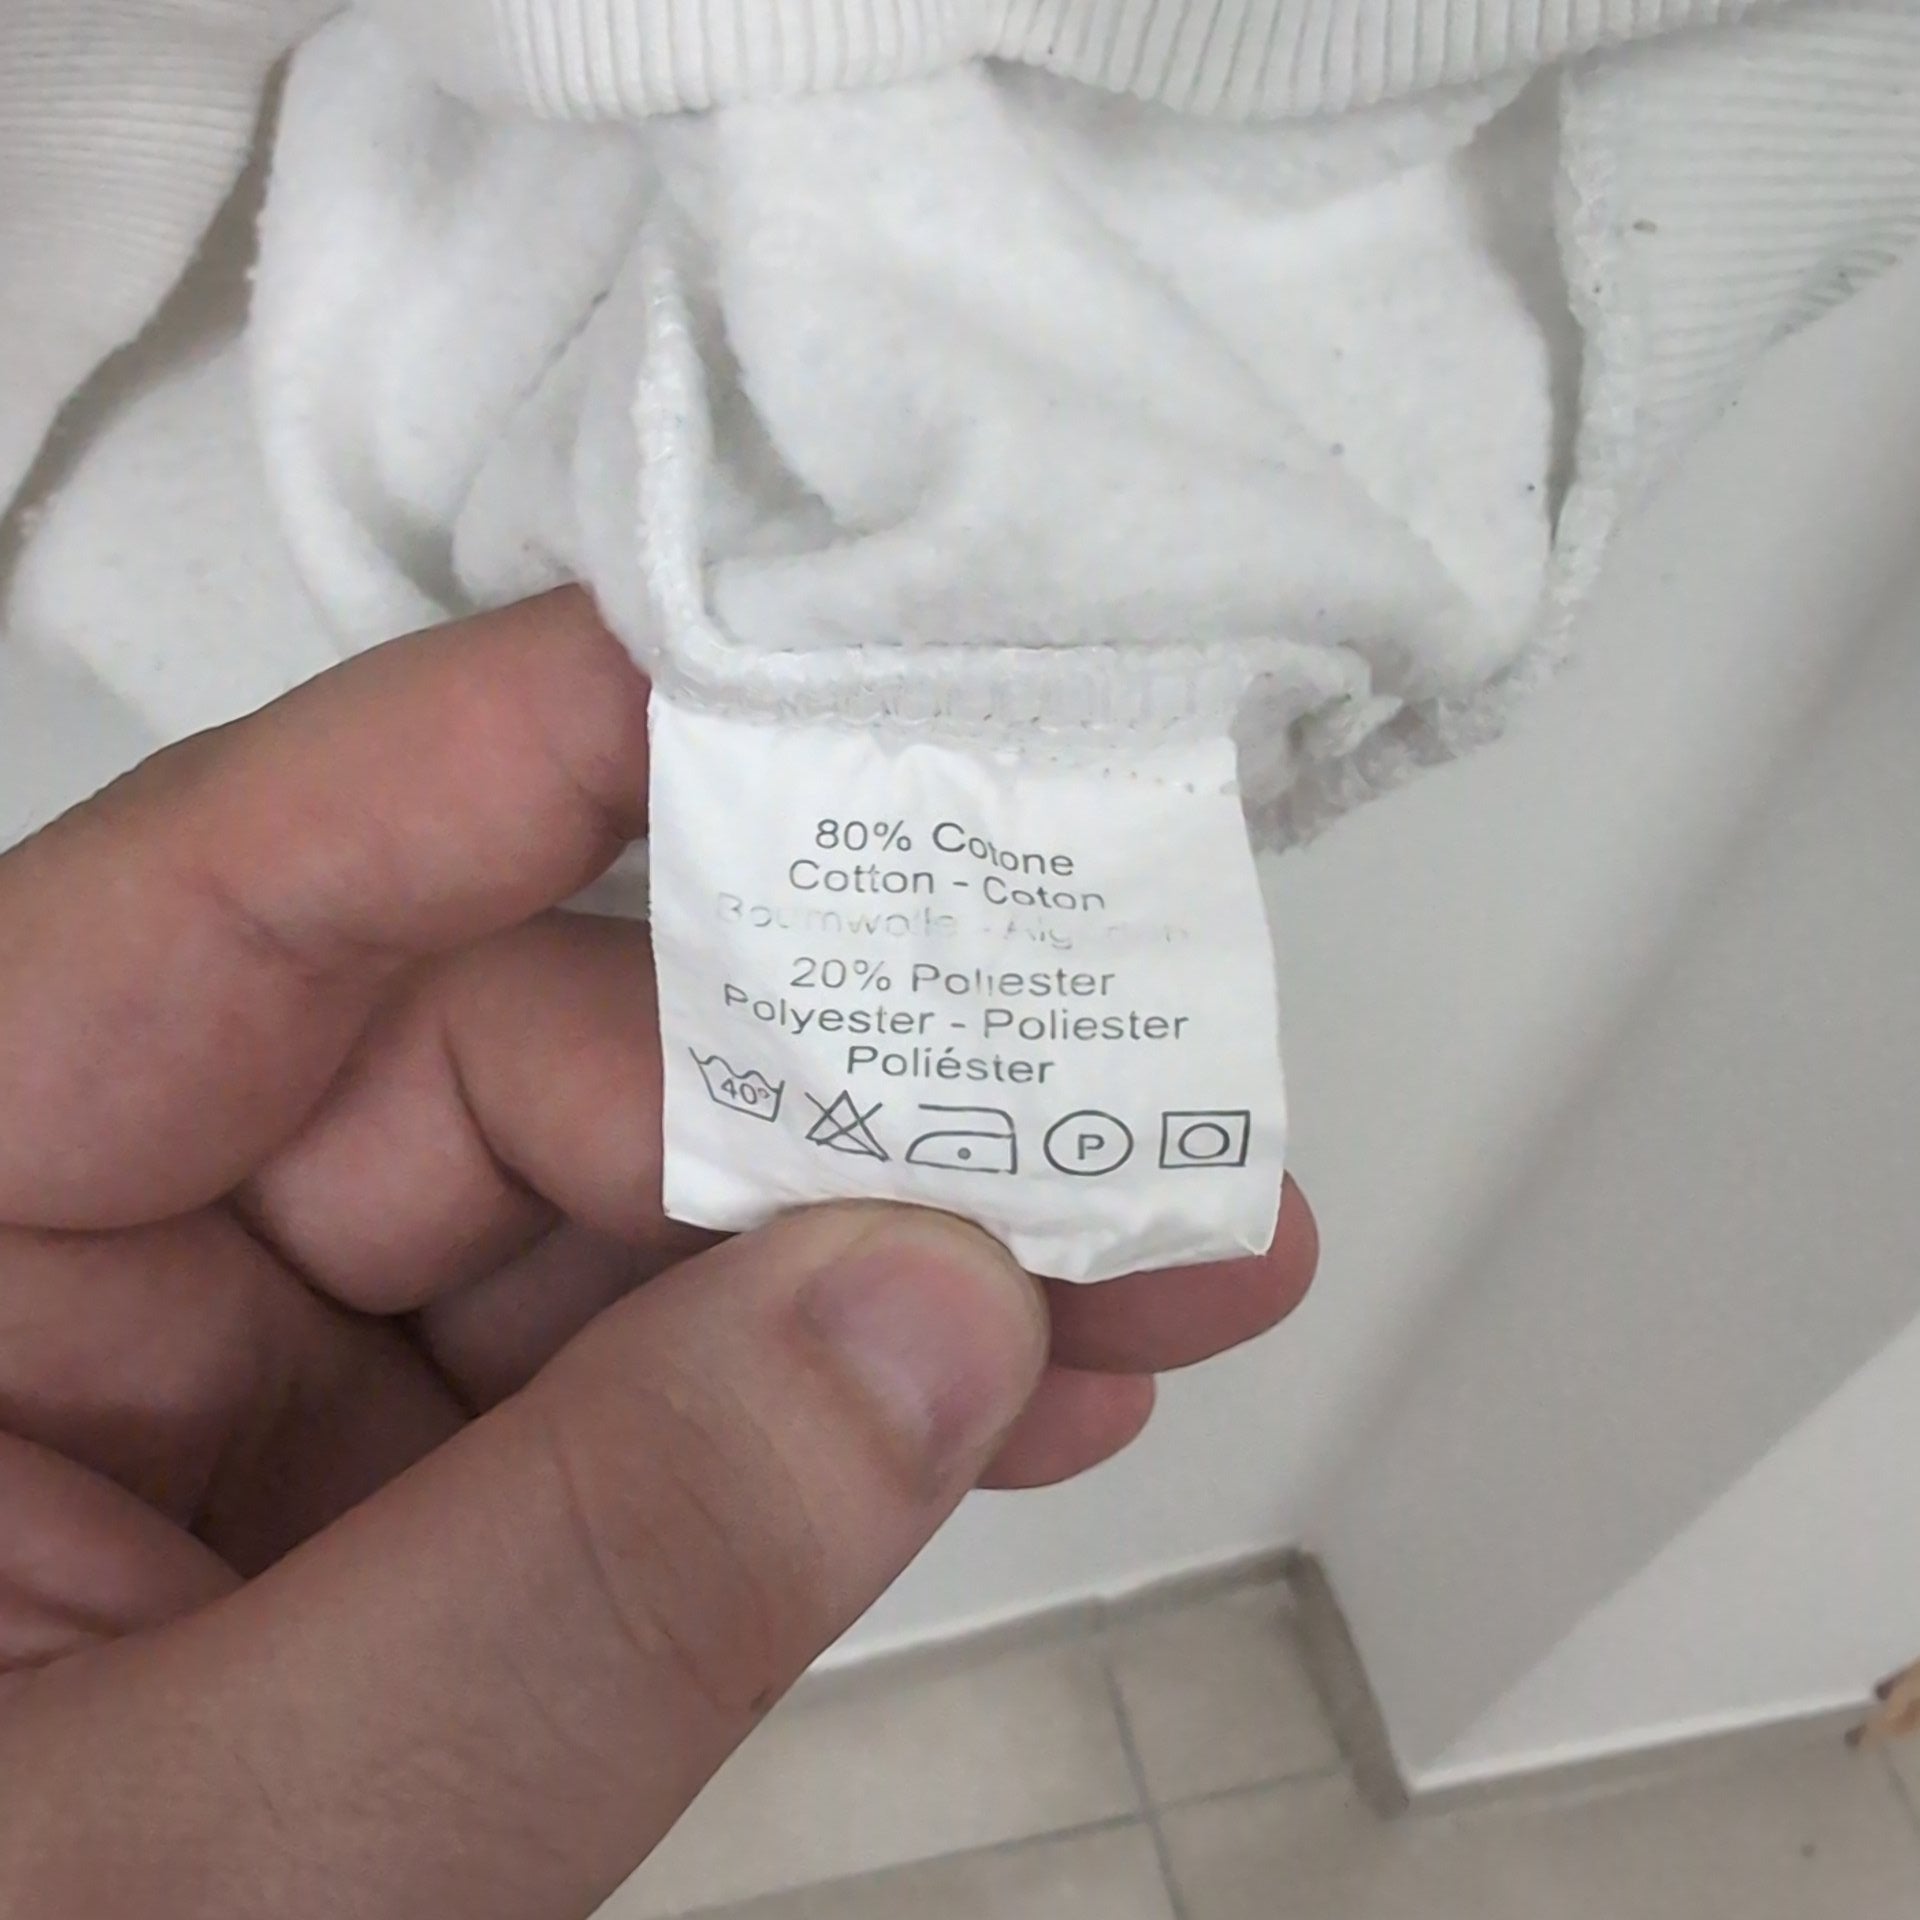 80% Cotone
Cotton - Coton
20% Poliester
Polyester - Poliester
Poliéster
40°
P